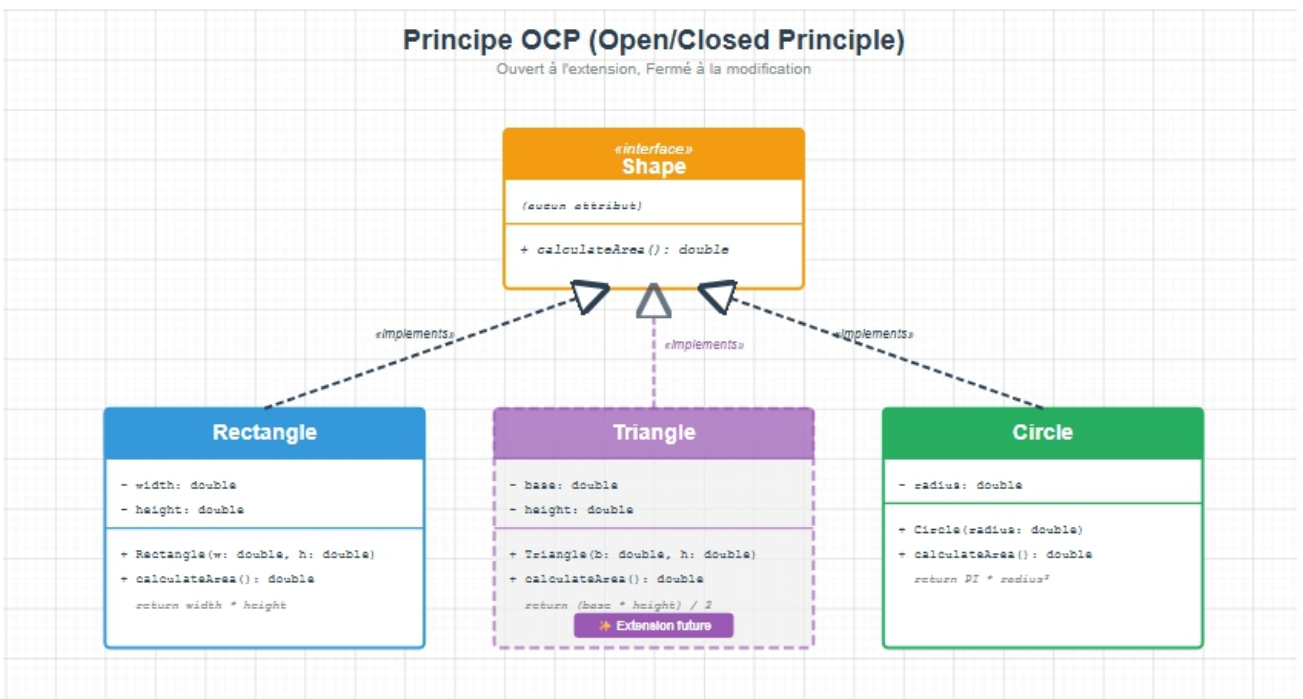 Principe OCP (Open/Closed Principle)
Ouvert à l'extension, Fermé à la modification
«interface»
Shape
(aucun attribut)
+ calculateArea(): double
«implements»
«implements»
«implements»
Rectangle
- width: double
- height: double
+ Rectangle(w: double, h: double)
+ calculateArea(): double
return width * height
Triangle
- base: double
- height: double
+ Triangle(b: double, h: double)
+ calculateArea(): double
return (base * height) / 2
✨ Extension future
Circle
- radius: double
+ Circle(radius: double)
+ calculateArea(): double
return PI * radius²